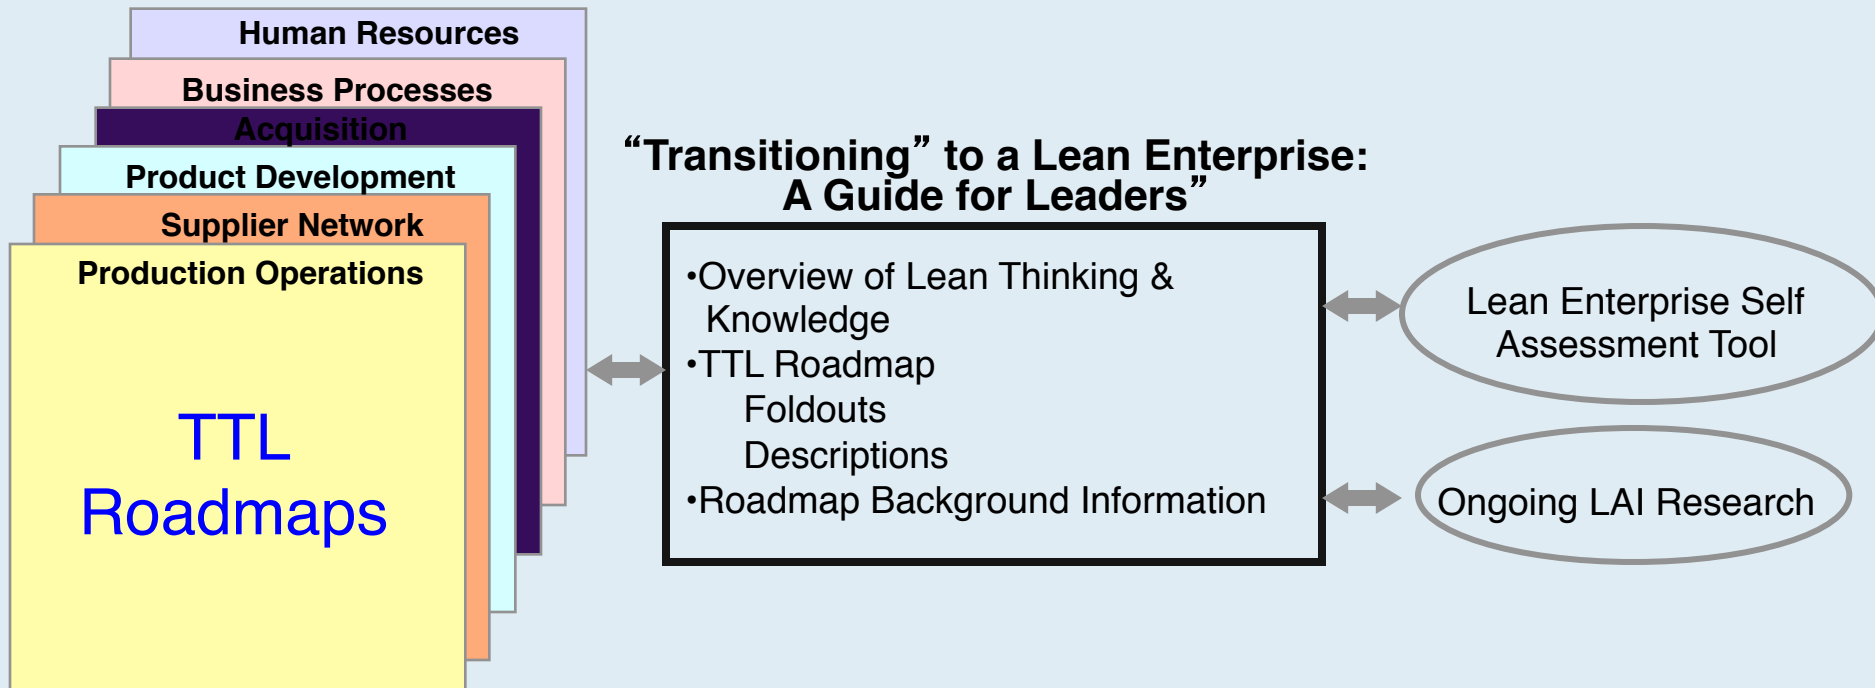 Human Resources
Business Processes
Acquisition
Product Development
Supplier Network
Production Operations
TTL
Roadmaps
“Transitioning” to a Lean Enterprise:
A Guide for Leaders”
•Overview of Lean Thinking &
Knowledge
•TTL Roadmap
Foldouts
Descriptions
•Roadmap Background Information
Lean Enterprise Self
Assessment Tool
Ongoing LAI Research